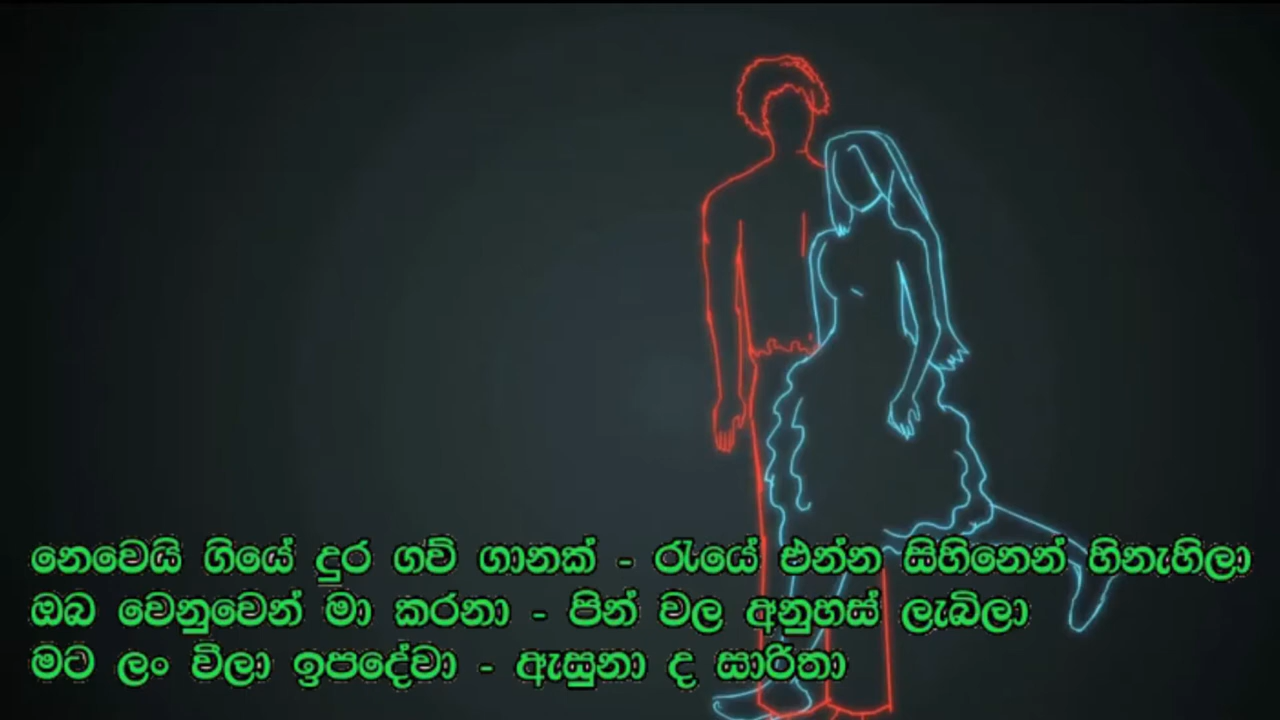 නෙවෙයි ගියේ දුර ගව් ගානක් - රැයේ එන්න සිහිනෙන් හිනැහිලා
ඔබ වෙනුවෙන් මා කරනා - පින් වල අනුහස් ලැබිලා
මට ලං වීලා ඉපදේවා - ඇසුනා ද සාරිතා